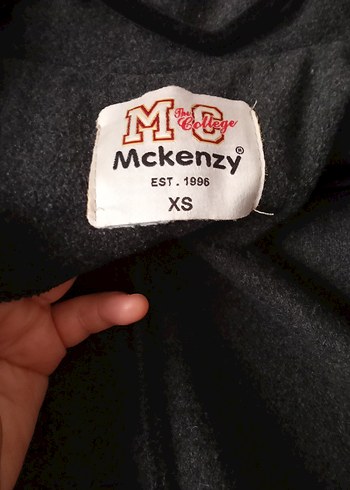 MC
The College
Mckenzy®
EST. 1996
XS